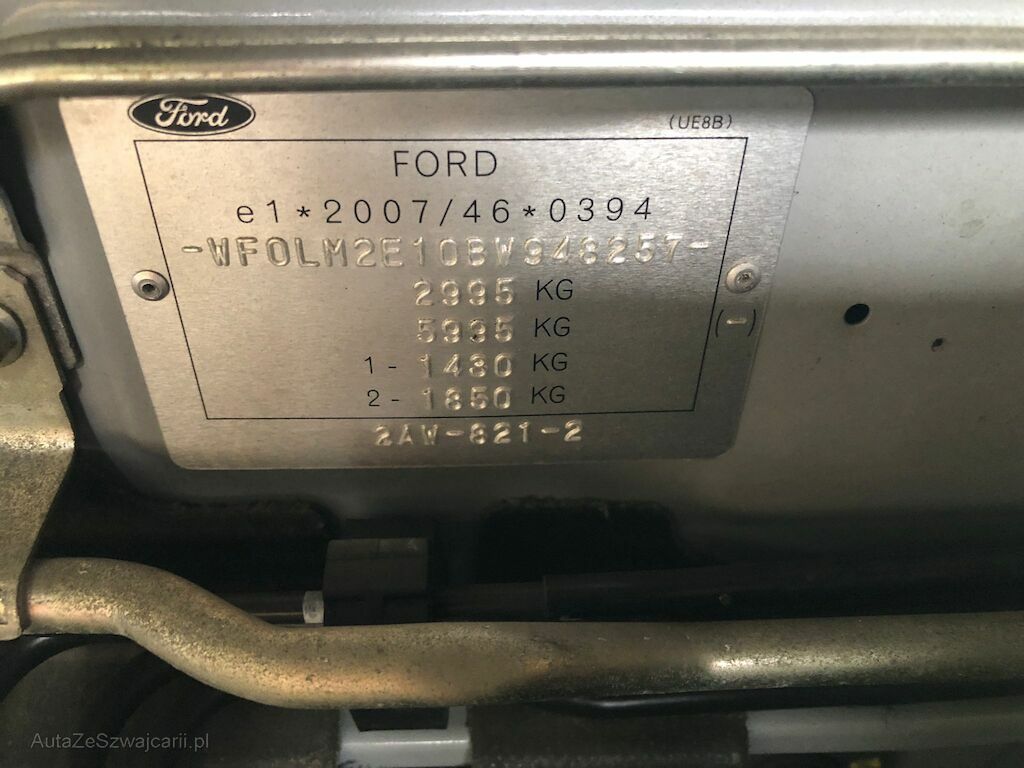 Ford
(UE8B)
FORD
e1*2007/46*0394
-WF0LM2E10BW948257-
2995 KG
5995 KG (-)
1- 1480 KG
2- 1850 KG
2AW-821-2
AutaZeSzwajcarii.pl